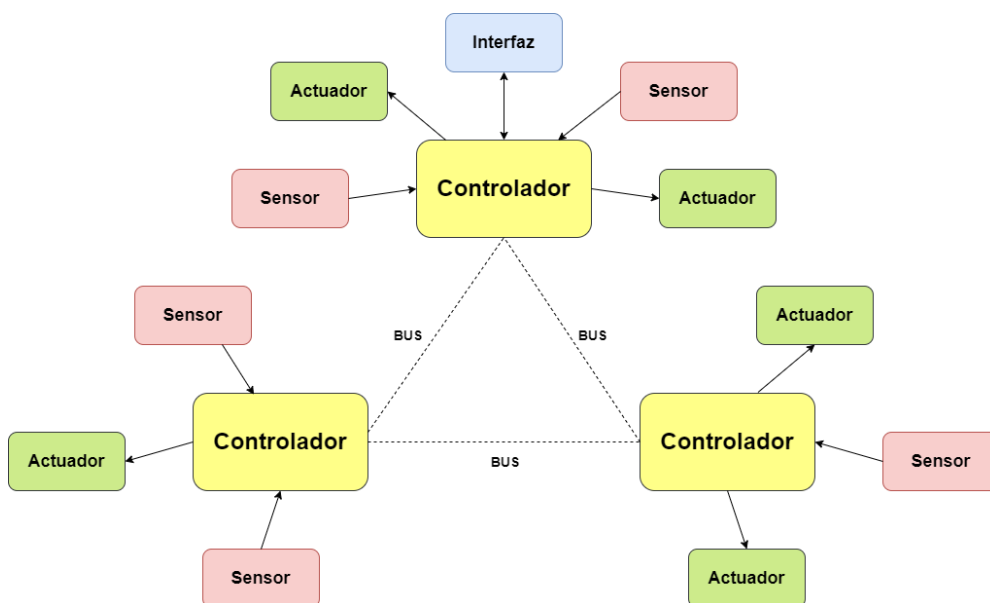 Interfaz
Actuador
Sensor
Controlador
Sensor
Actuador
Sensor
Actuador
BUS
BUS
Controlador
Controlador
Actuador
Sensor
BUS
Sensor
Actuador